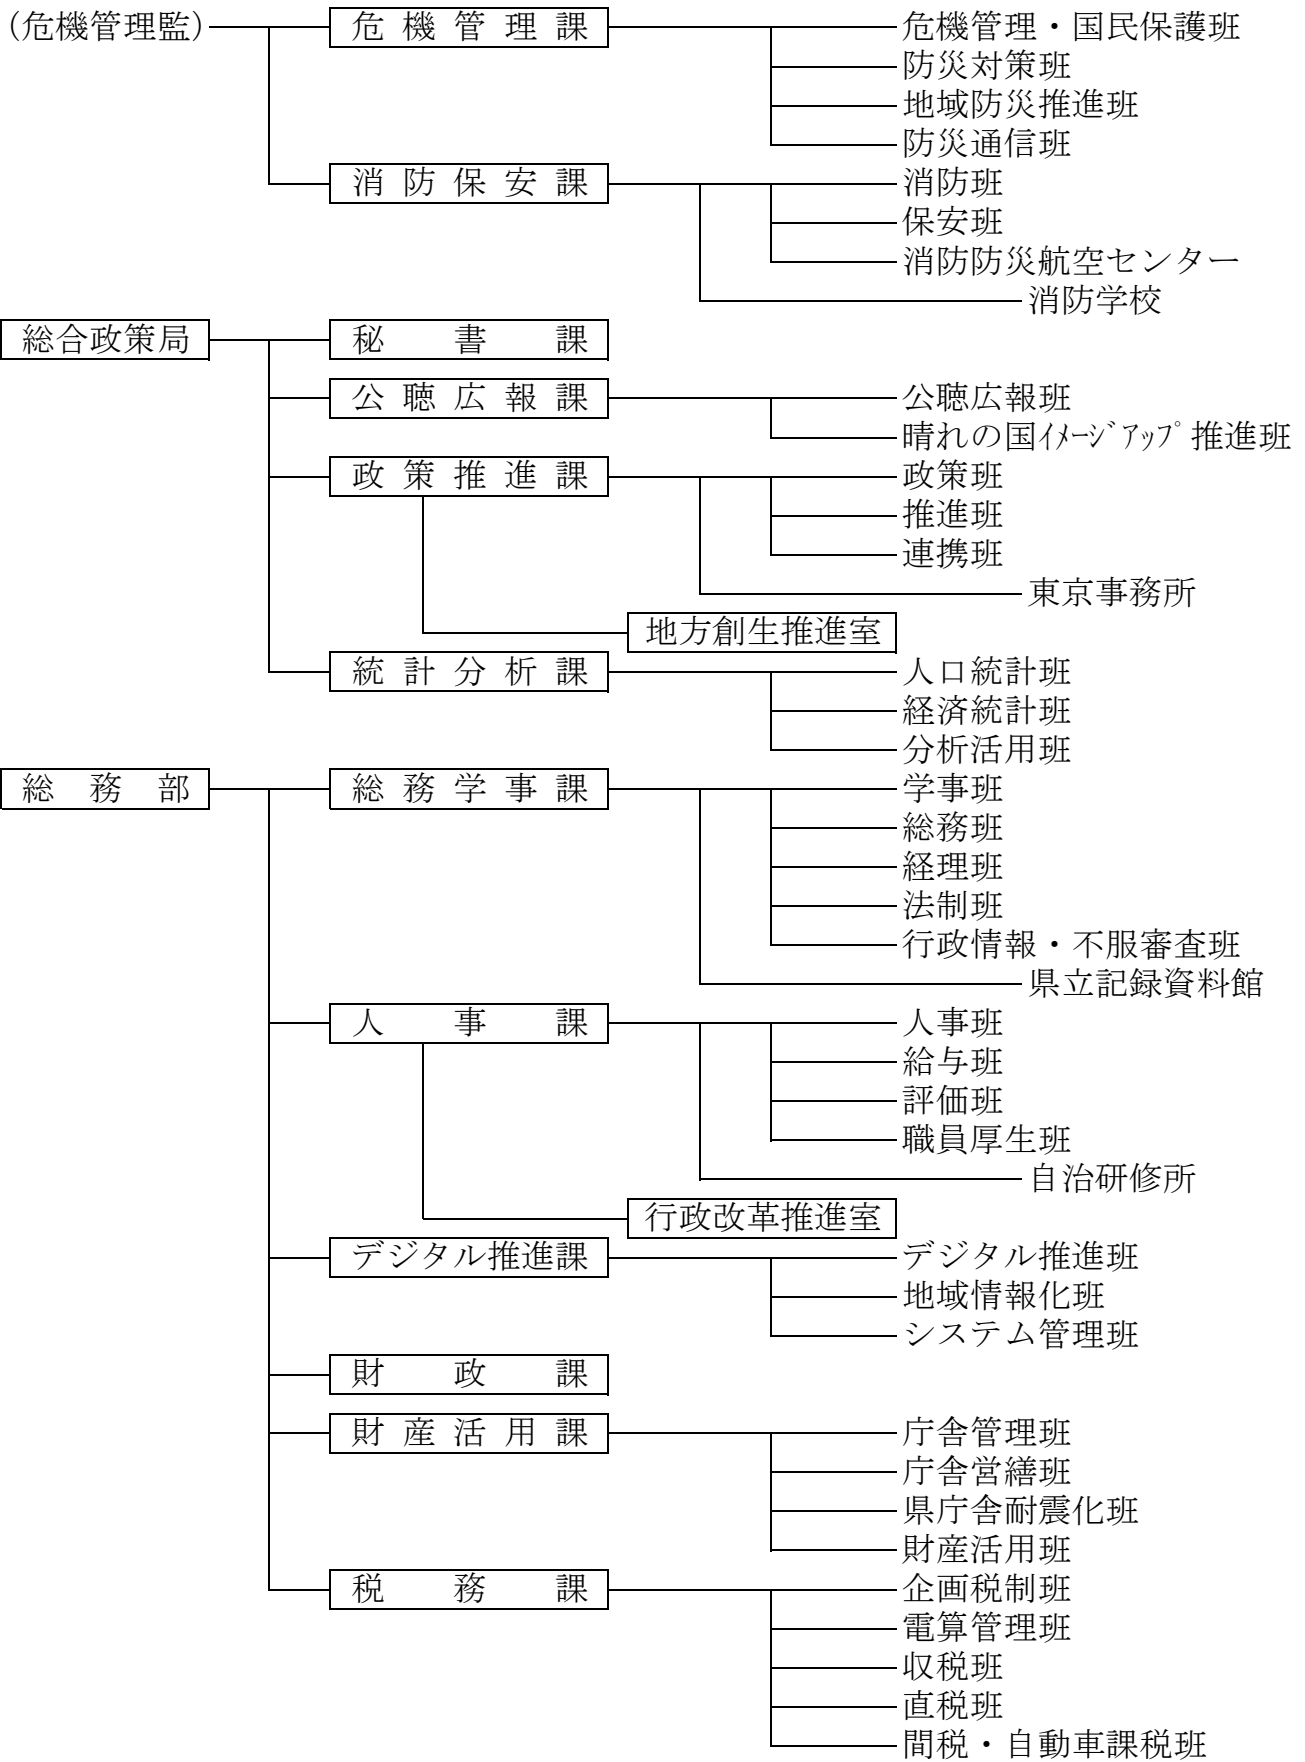 (危機管理監) 危機管理課 危機管理・国民保護班
防災対策班
地域防災推進班
防災通信班
消防保安課 消防班
保安班
消防防災航空センター
消防学校
総合政策局 秘書課
公聴広報課 公聴広報班
晴れの国ｲﾒｰｼﾞｱｯﾌﾟ推進班
政策推進課 政策班
推進班
連携班
東京事務所
地方創生推進室
統計分析課 人口統計班
経済統計班
分析活用班
総務部 総務学事課 学事班
総務班
経理班
法制班
行政情報・不服審査班
県立記録資料館
人事課 人事班
給与班
評価班
職員厚生班
自治研修所
行政改革推進室
デジタル推進課 デジタル推進班
地域情報化班
システム管理班
財政課
財産活用課 庁舎管理班
庁舎営繕班
県庁舎耐震化班
財産活用班
税務課 企画税制班
電算管理班
収税班
直税班
間税・自動車課税班